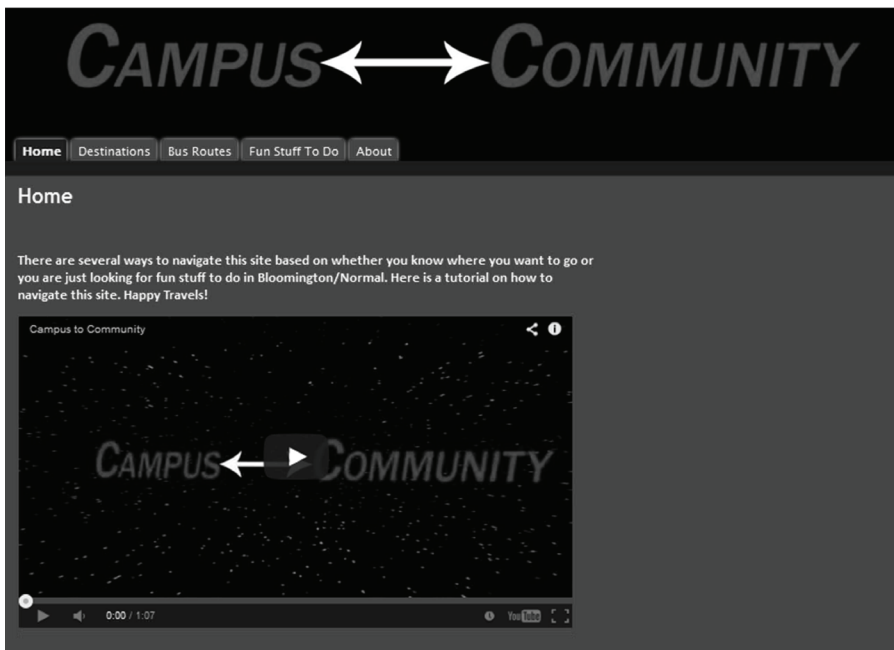 CAMPUS COMMUNITY
Home Destinations Bus Routes Fun Stuff To Do About
Home
There are several ways to navigate this site based on whether you know where you want to go or
you are just looking for fun stuff to do in Bloomington/Normal. Here is a tutorial on how to
navigate this site. Happy Travels!
Campus to Community
CAMPUS COMMUNITY
0:00 / 1:07 YouTube